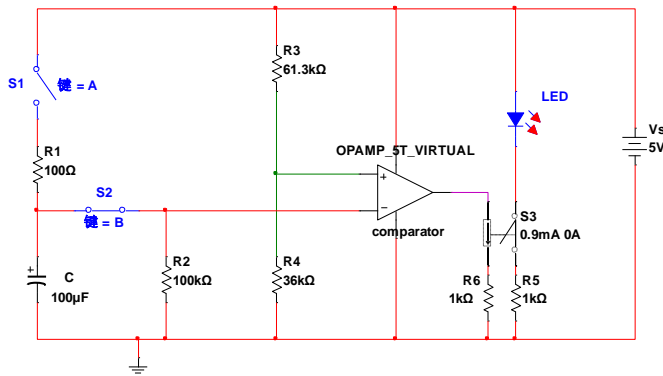 S1
键 = A
R1
100Ω
S2
键 = B
C
100µF
R2
100kΩ
R3
61.3kΩ
R4
36kΩ
OPAMP_5T_VIRTUAL
comparator
LED
Vs
5V
S3
0.9mA 0A
R6
1kΩ
R5
1kΩ